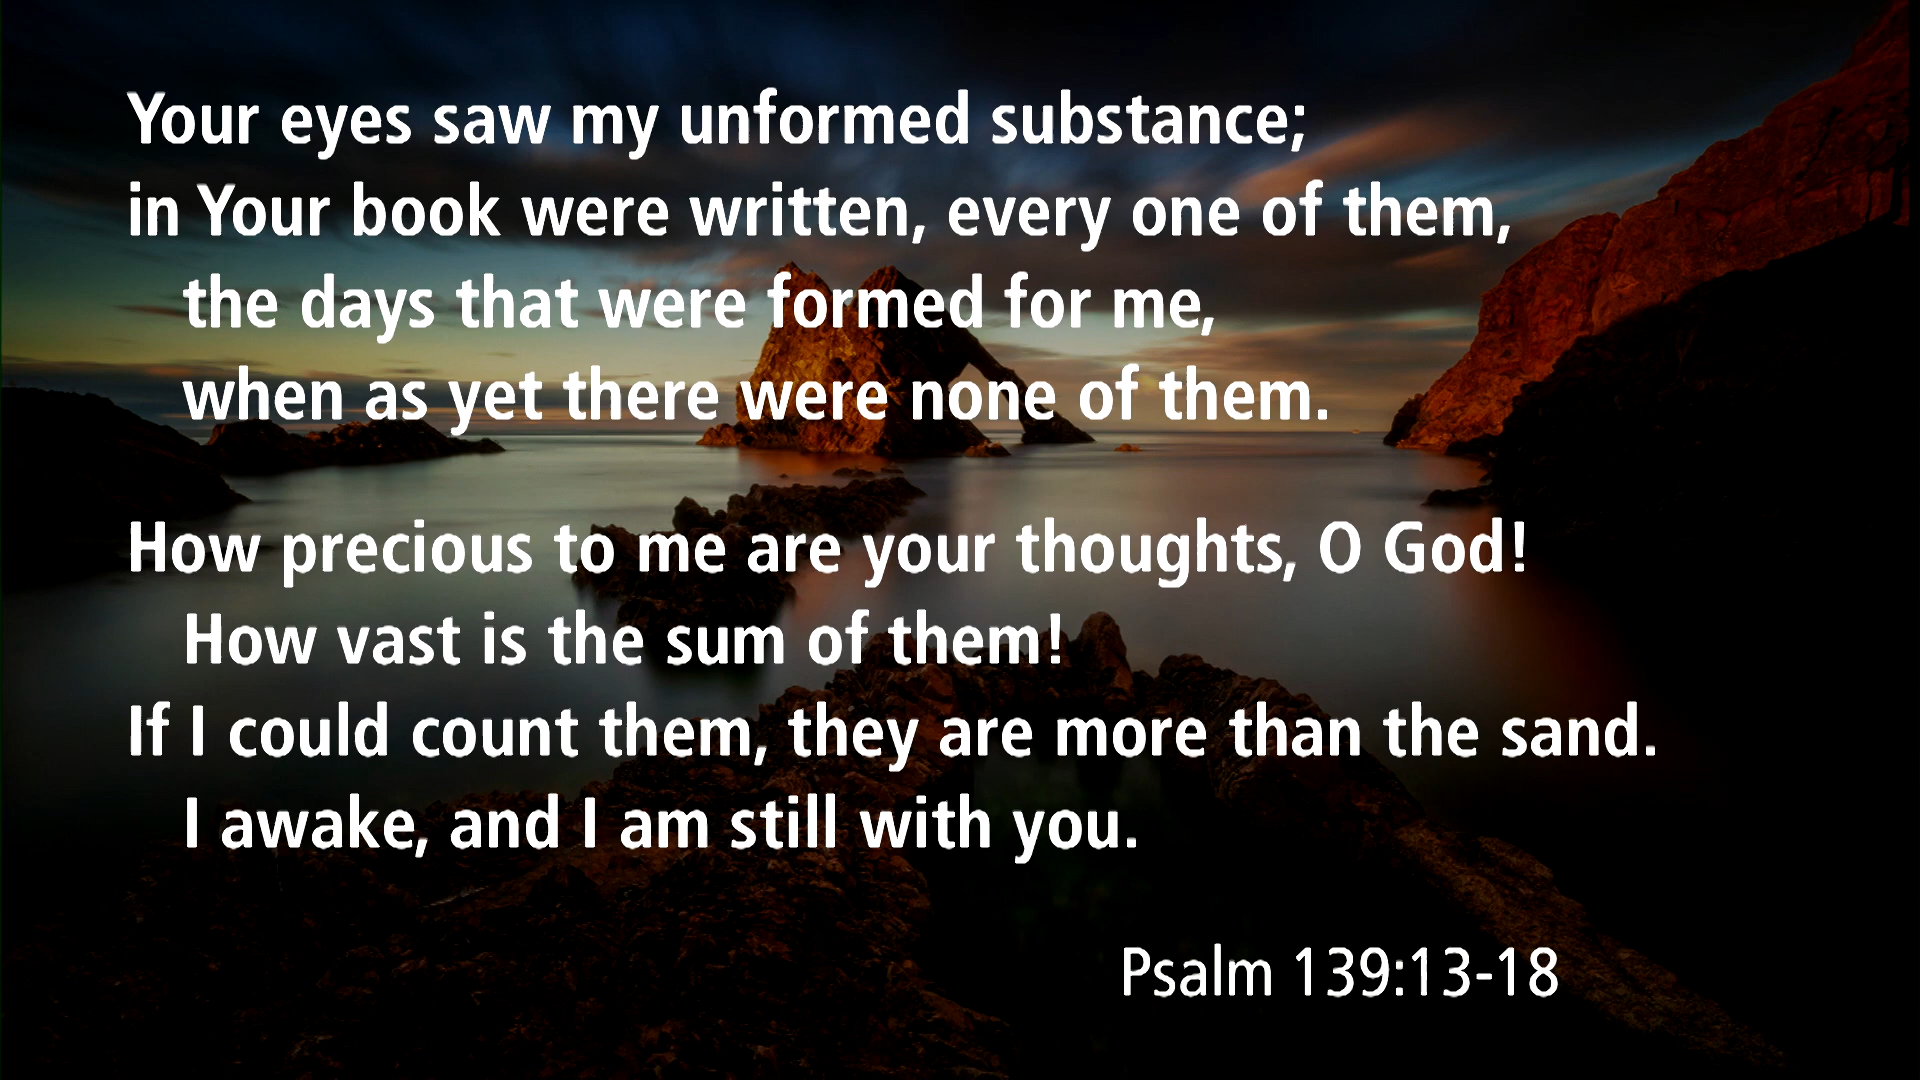 Your eyes saw my unformed substance;
in Your book were written, every one of them,
the days that were formed for me,
when as yet there were none of them.
How precious to me are your thoughts, O God!
How vast is the sum of them!
If I could count them, they are more than the sand.
I awake, and I am still with you.
Psalm 139:13-18